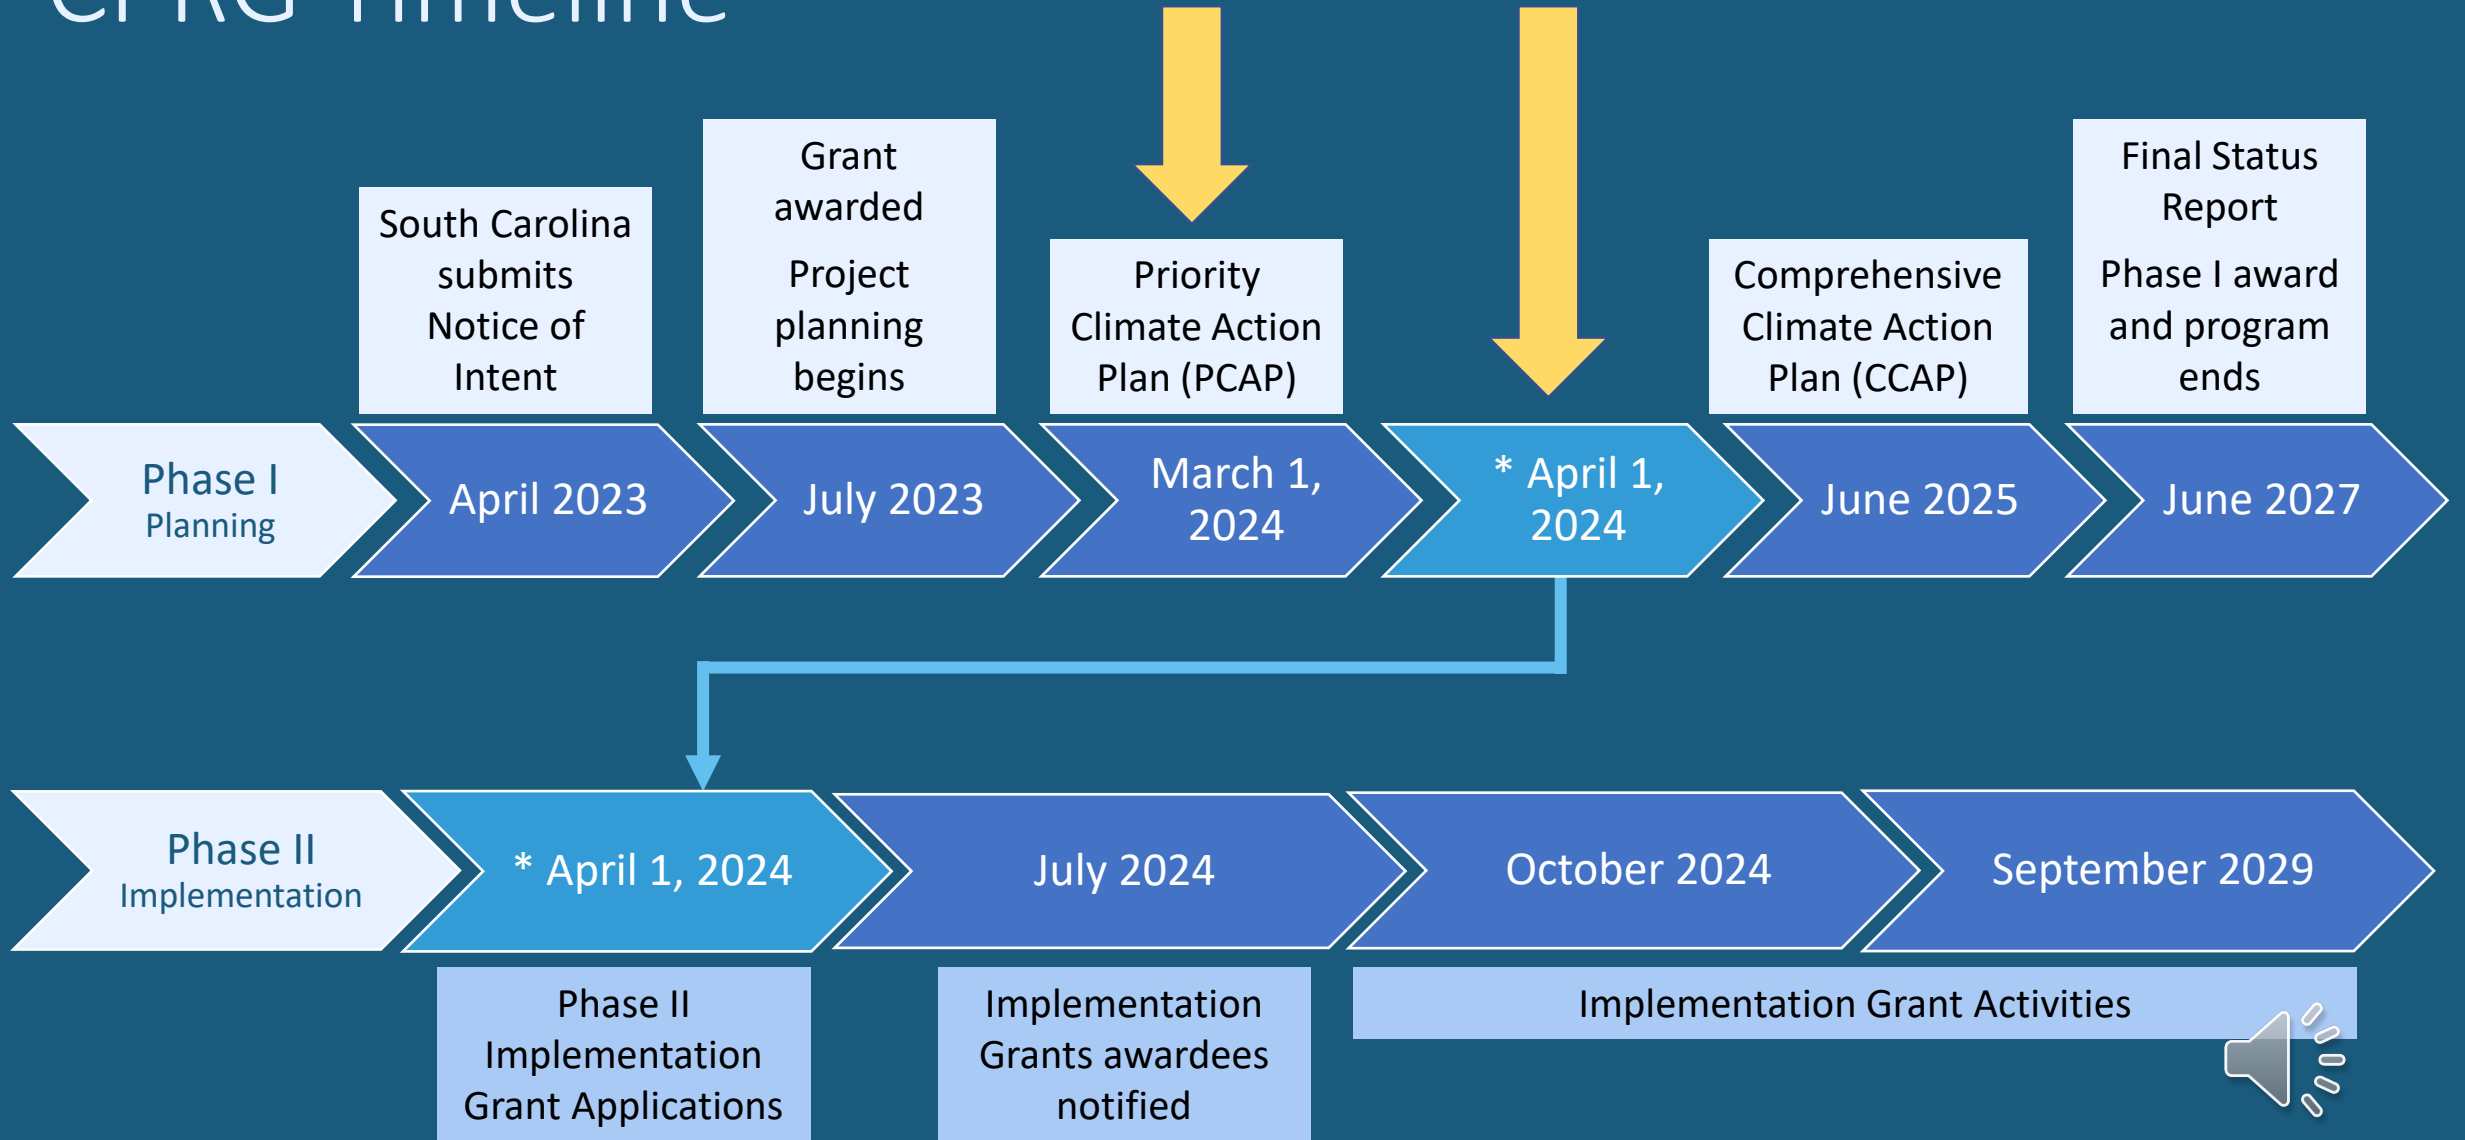 CPRG Timeline
South Carolina
submits
Notice of
Intent
Grant
awarded
Project
planning
begins
Priority
Climate Action
Plan (PCAP)
Comprehensive
Climate Action
Plan (CCAP)
Final Status
Report
Phase I award
and program
ends
Phase I
Planning
April 2023
July 2023
March 1,
2024
* April 1,
2024
June 2025
June 2027
Phase II
Implementation
* April 1, 2024
July 2024
October 2024
September 2029
Phase II
Implementation
Grant Applications
Implementation
Grants awardees
notified
Implementation Grant Activities